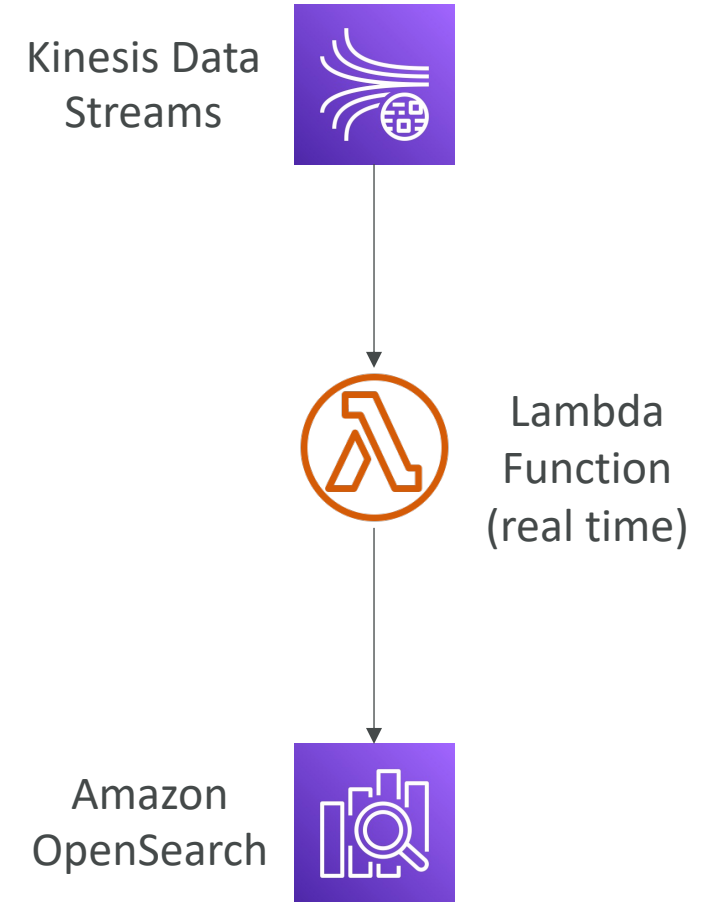 Kinesis Data
Streams
Lambda
Function
(real time)
Amazon
OpenSearch